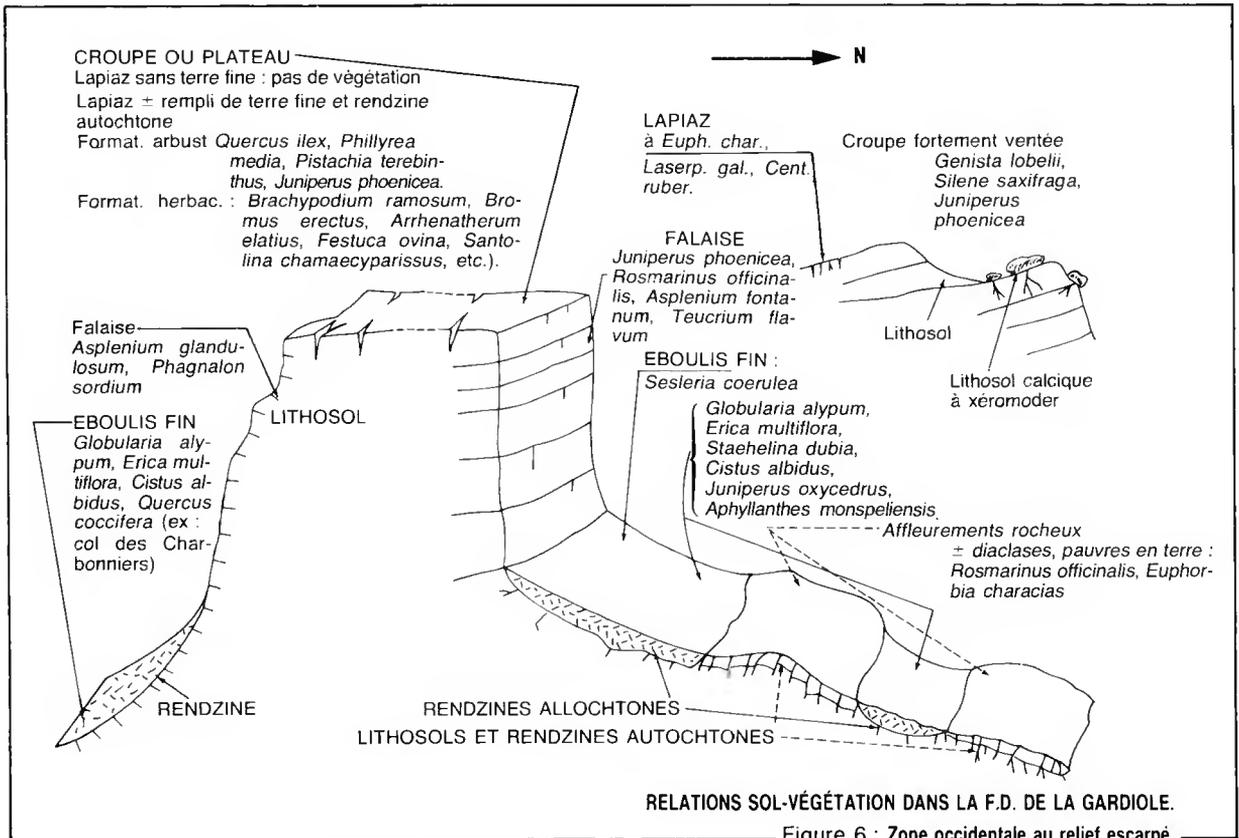 CROUPE OU PLATEAU
Lapiaz sans terre fine : pas de végétation
Lapiaz ± rempli de terre fine et rendzine
autochtone
Format. arbust Quercus ilex, Phillyrea
media, Pistachia terebin-
thus, Juniperus phoenicea.
Format. herbac. : Brachypodium ramosum, Bro-
mus erectus, Arrhenatherum
elatius, Festuca ovina, Santo-
lina chamaecyparissus, etc.).
N
LAPIAZ
à Euph. char.,
Laserp. gal., Cent.
ruber.
Croupe fortement ventée
Genista lobelii,
Silene saxifraga,
Juniperus
phoenicea
FALAISE
Juniperus phoenicea,
Rosmarinus officina-
lis, Asplenium fonta-
num, Teucrium fla-
vum
Lithosol
Lithosol calcique
à xéromoder
Falaise
Asplenium glandu-
losum, Phagnalon
sordium
LITHOSOL
EBOULIS FIN
Globularia aly-
pum, Erica mul-
tiflora, Cistus al-
bidus, Quercus
coccifera (ex :
col des Char-
bonniers)
EBOULIS FIN :
Sesleria coerulea
Globularia alypum,
Erica multiflora,
Staehelina dubia,
Cistus albidus,
Juniperus oxycedrus,
Aphyllanthes monspeliensis
Affleurements rocheux
± diaclases, pauvres en terre :
Rosmarinus officinalis, Euphor-
bia characias
RENDZINE
RENDZINES ALLOCHTONES
LITHOSOLS ET RENDZINES AUTOCHTONES
RELATIONS SOL-VÉGÉTATION DANS LA F.D. DE LA GARDIOLE.
Figure 6 : Zone occidentale au relief escarpé